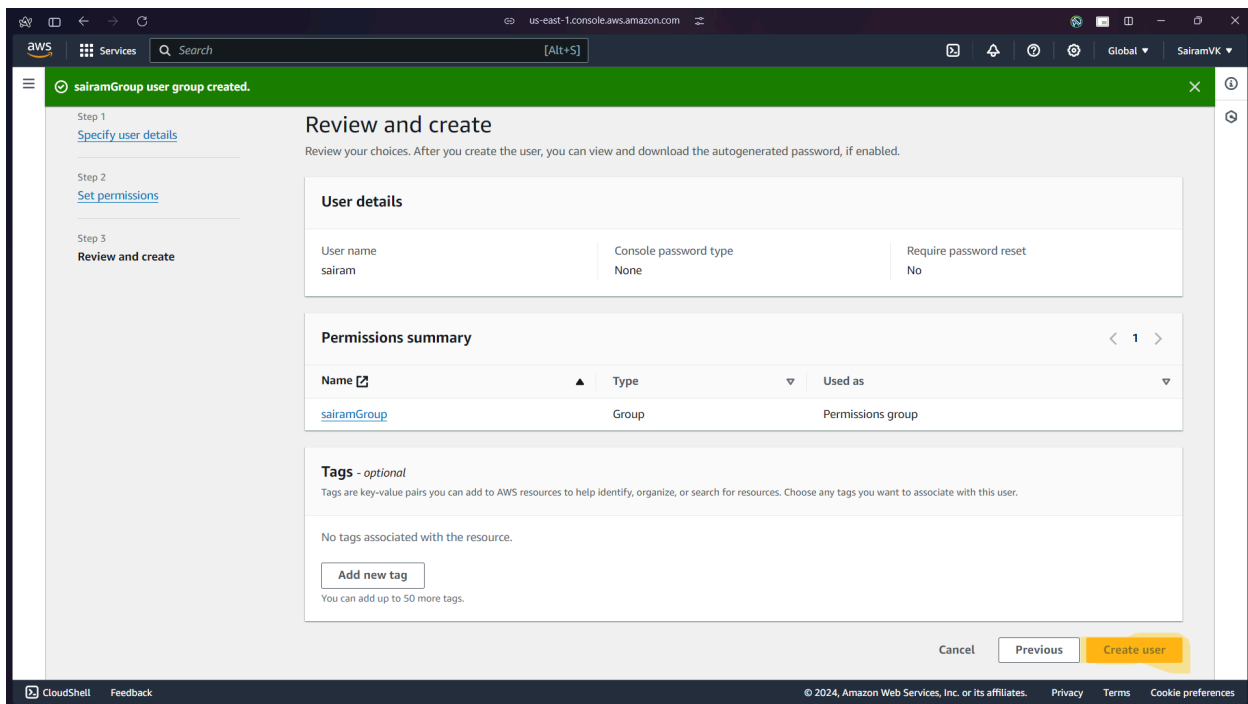 us-east-1.console.aws.amazon.com
aws Services Search [Alt+S] Global SairamVK
sairamGroup user group created.
Step 1
Specify user details
Step 2
Set permissions
Step 3
Review and create
Review and create
Review your choices. After you create the user, you can view and download the autogenerated password, if enabled.
User details
User name Console password type Require password reset
sairam None No
Permissions summary 1
Name Type Used as
sairamGroup Group Permissions group
Tags - optional
Tags are key-value pairs you can add to AWS resources to help identify, organize, or search for resources. Choose any tags you want to associate with this user.
No tags associated with the resource.
Add new tag
You can add up to 50 more tags.
Cancel Previous Create user
CloudShell Feedback © 2024, Amazon Web Services, Inc. or its affiliates. Privacy Terms Cookie preferences